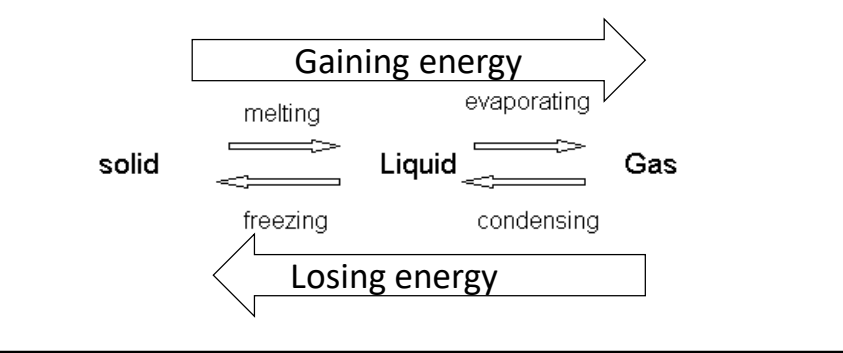 Gaining energy
melting evaporating
solid Liquid Gas
freezing condensing
Losing energy